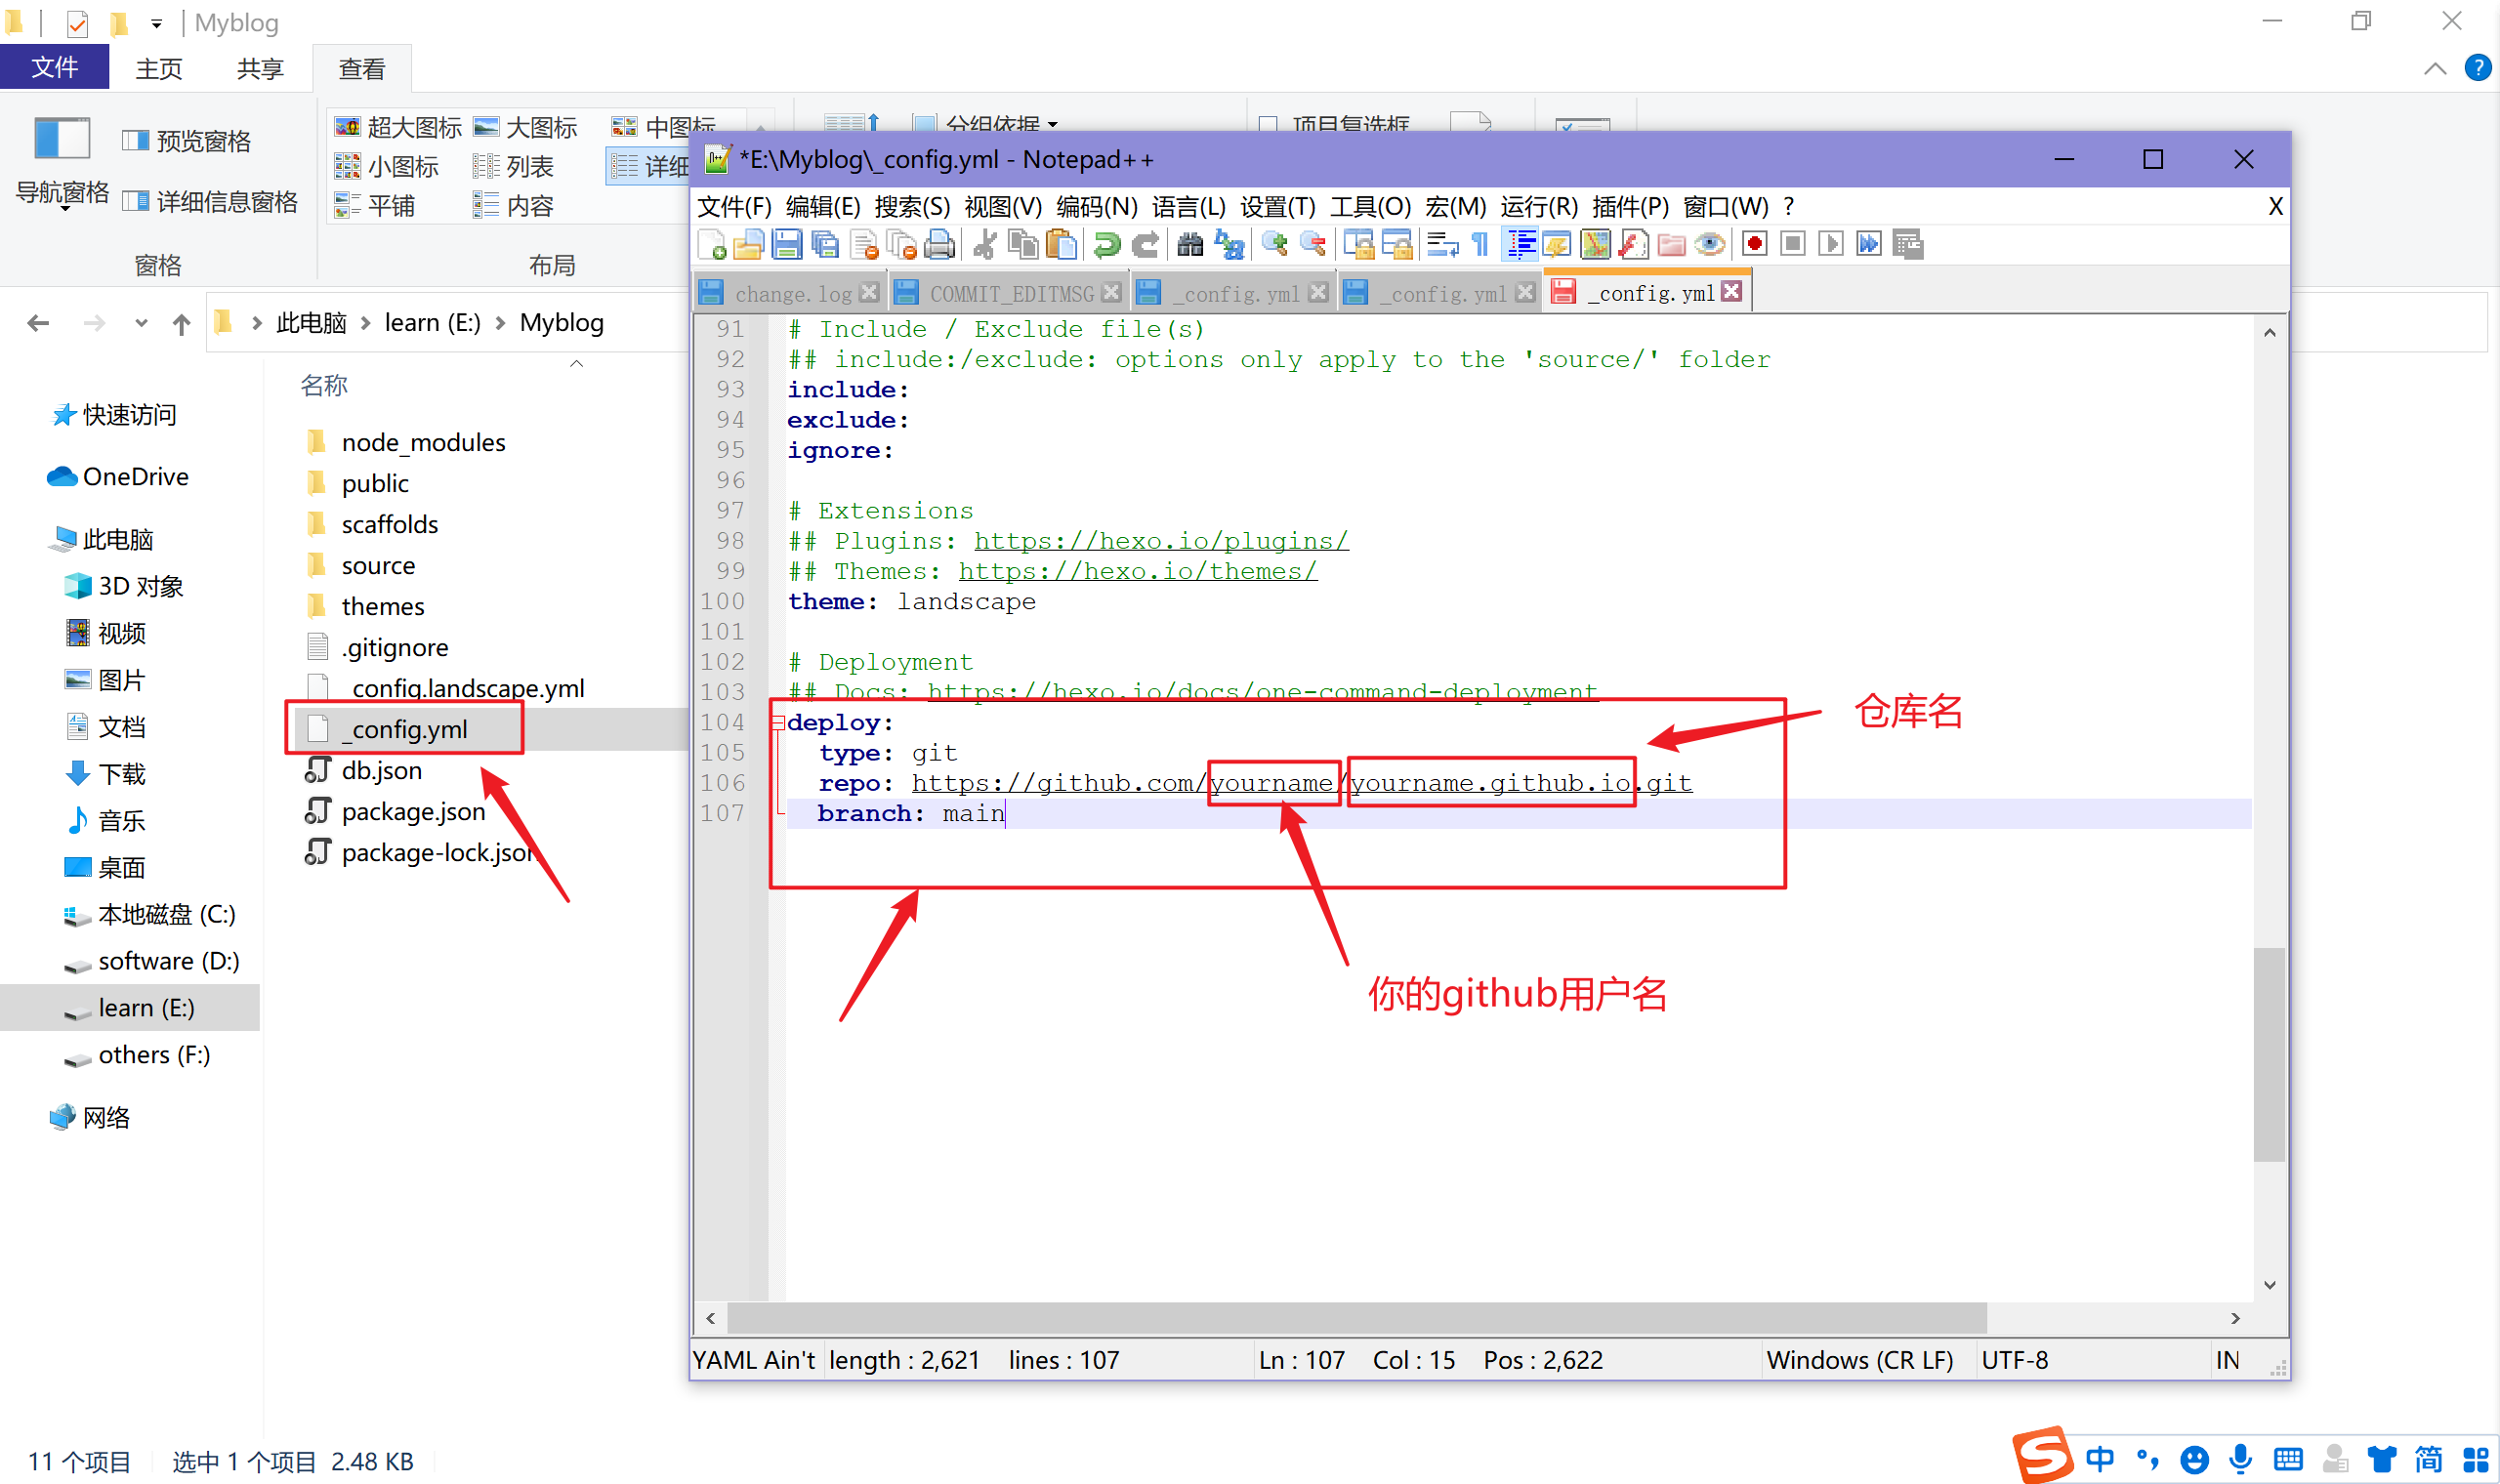 Myblog
文件 主页 共享 查看
导航窗格
预览窗格
详细信息窗格
窗格
超大图标 大图标 中图标
小图标 列表 详细
平铺 内容
布局
分组依据
项目复选框
此电脑 learn (E:) Myblog
名称
快速访问
OneDrive
此电脑
3D 对象
视频
图片
文档
下载
音乐
桌面
本地磁盘 (C:)
software (D:)
learn (E:)
others (F:)
网络
node_modules
public
scaffolds
source
themes
.gitignore
_config.landscape.yml
_config.yml
db.json
package.json
package-lock.json
*E:\Myblog\_config.yml - Notepad++
文件(F) 编辑(E) 搜索(S) 视图(V) 编码(N) 语言(L) 设置(T) 工具(O) 宏(M) 运行(R) 插件(P) 窗口(W) ? X
change.log COMMIT_EDITMSG _config.yml _config.yml _config.yml
91 # Include / Exclude file(s)
92 ## include:/exclude: options only apply to the 'source/' folder
93 include:
94 exclude:
95 ignore:
96
97 # Extensions
98 ## Plugins: https://hexo.io/plugins/
99 ## Themes: https://hexo.io/themes/
100 theme: landscape
101
102 # Deployment
103 ## Docs: https://hexo.io/docs/one-command-deployment
104 deploy:
105 type: git
106 repo: https://github.com/yourname/yourname.github.io.git
107 branch: main
仓库名
你的github用户名
YAML Ain't length : 2,621 lines : 107 Ln : 107 Col : 15 Pos : 2,622 Windows (CR LF) UTF-8 IN
11 个项目 选中 1 个项目 2.48 KB
中 简